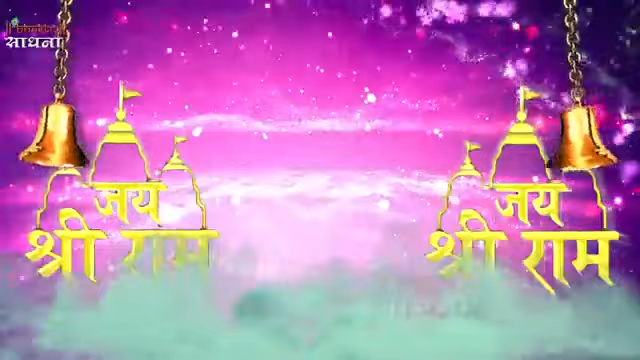 साधना
जय
श्री राम
जय
श्री राम